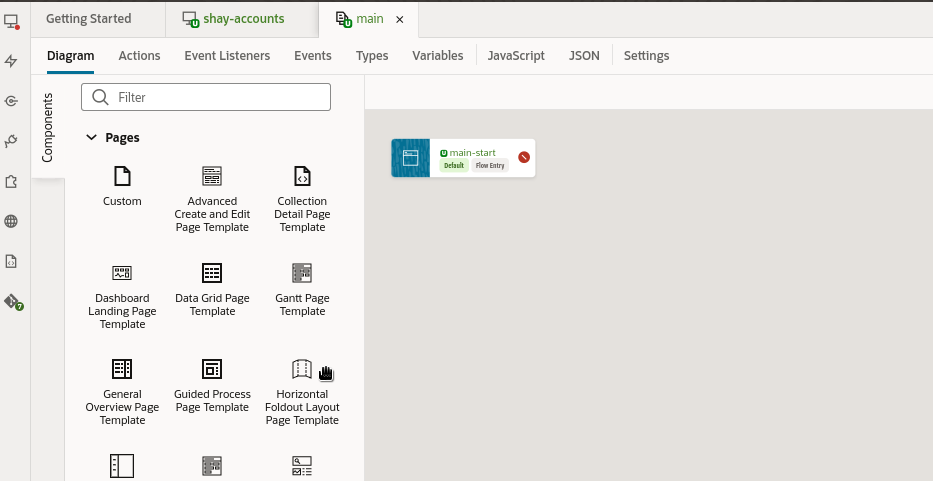 Getting Started
shay-accounts
main
Diagram
Actions
Event Listeners
Events
Types
Variables
JavaScript
JSON
Settings
Components
Filter
Pages
Custom
Advanced
Create and Edit
Page Template
Collection
Detail Page
Template
Dashboard
Landing Page
Template
Data Grid Page
Template
Gantt Page
Template
General
Overview Page
Template
Guided Process
Page Template
Horizontal
Foldout Layout
Page Template
U main-start
Default
Flow Entry